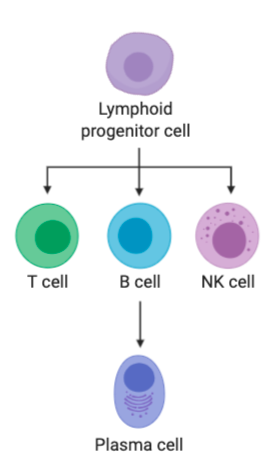 Lymphoid
progenitor cell
T cell
B cell
NK cell
Plasma cell